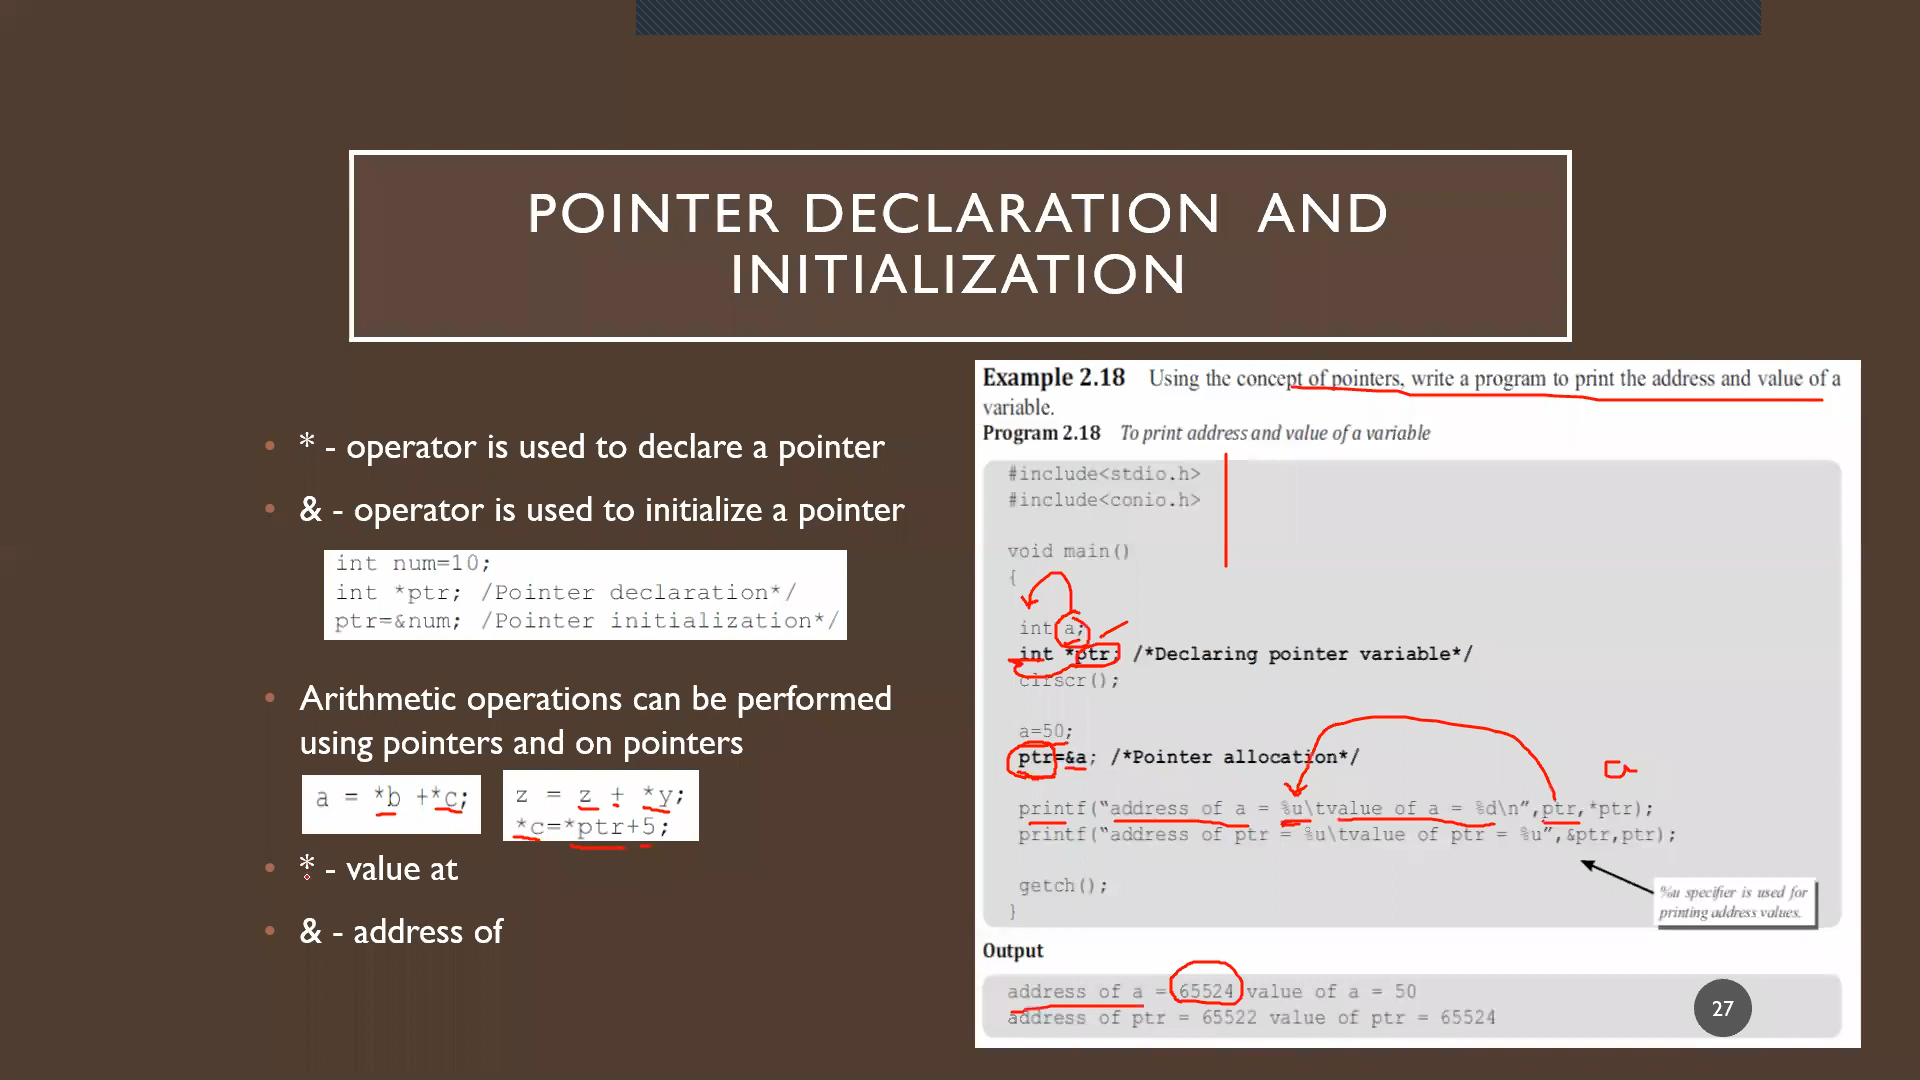 POINTER DECLARATION AND
INITIALIZATION
• * - operator is used to declare a pointer
• & - operator is used to initialize a pointer
int num=10;
int *ptr; /Pointer declaration*/
ptr=&num; /Pointer initialization*/
• Arithmetic operations can be performed
using pointers and on pointers
a = *b +*c;
z = z + *y;
*c=*ptr+5;
• * - value at
• & - address of
Example 2.18 Using the concept of pointers, write a program to print the address and value of a
variable.
Program 2.18 To print address and value of a variable
#include<stdio.h>
#include<conio.h>
void main()
{
int a;
int *ptr; /*Declaring pointer variable*/
clrscr();
a=50;
ptr=&a; /*Pointer allocation*/
a
printf(“address of a = %u\tvalue of a = %d\n”,ptr,*ptr);
printf(“address of ptr = %u\tvalue of ptr = %u”,&ptr,ptr);
getch();
}
%u specifier is used for
printing address values.
Output
address of a = 65524 value of a = 50
address of ptr = 65522 value of ptr = 65524
27